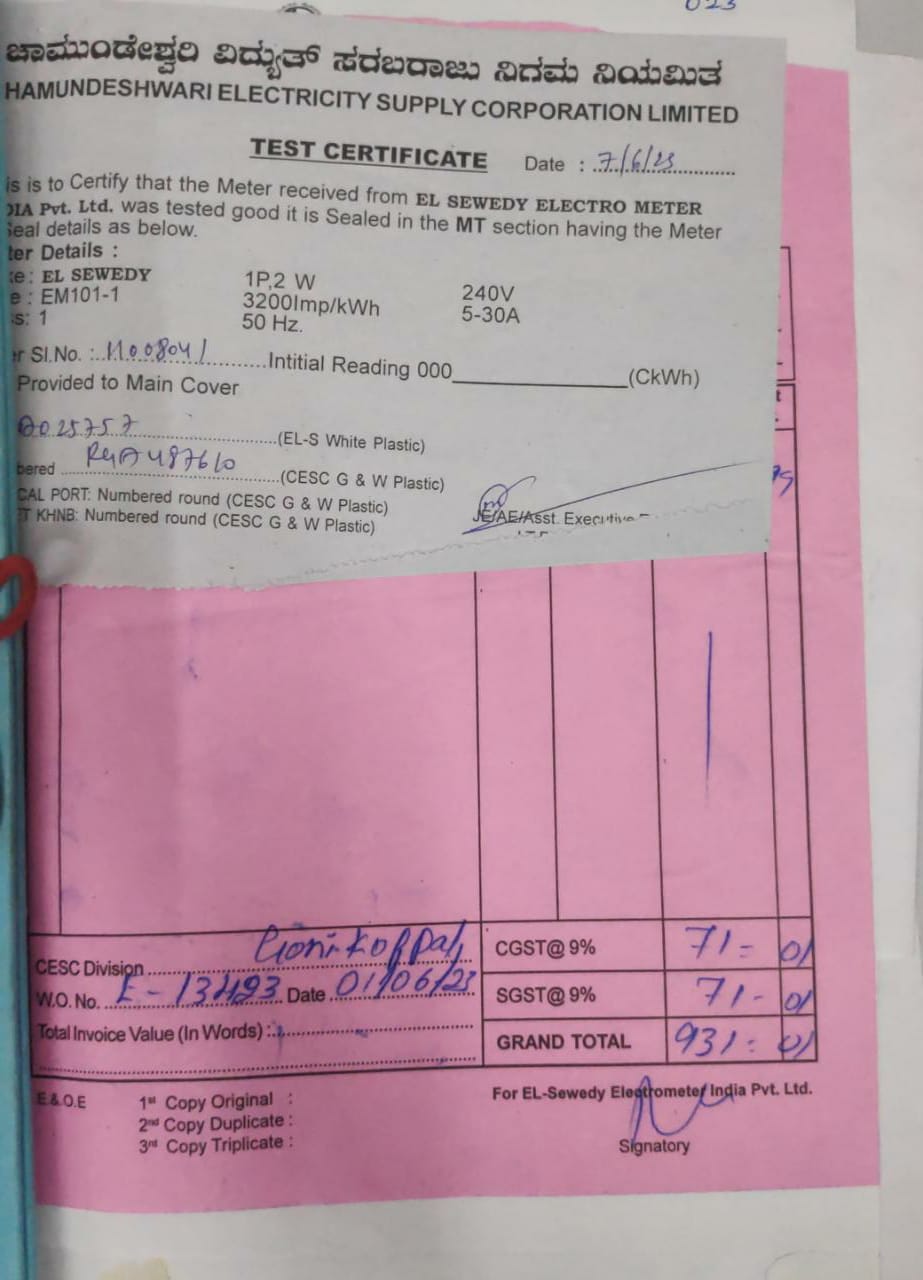 023
ಚಾಮುಂಡೇಶ್ವರಿ ವಿದ್ಯುತ್ ಸರಬರಾಜು ನಿಗಮ ನಿಯಮಿತ
HAMUNDESHWARI ELECTRICITY SUPPLY CORPORATION LIMITED
TEST CERTIFICATE Date : 7/6/23
is is to Certify that the Meter received from EL SEWEDY ELECTRO METER
DIA Pvt. Ltd. was tested good it is Sealed in the MT section having the Meter
Seal details as below.
ter Details :
ke: EL SEWEDY 1P,2 W 240V
e : EM101-1 3200Imp/kWh 5-30A
s: 1 50 Hz.
er Sl.No. : Intitial Reading 000 (CkWh)
Provided to Main Cover
0025757 (EL-S White Plastic)
bered (CESC G & W Plastic)
CAL PORT: Numbered round (CESC G & W Plastic)
T KHNB: Numbered round (CESC G & W Plastic)
JE/AE/Asst. Executive
CESC Division Gonikoppal CGST@ 9% 71- 01
W.O. No. E-13493 Date 01/06/23 SGST@ 9% 71- 01
Total Invoice Value (In Words) : GRAND TOTAL 931- 01
E.&.O.E 1st Copy Original :
2nd Copy Duplicate :
3rd Copy Triplicate :
For EL-Sewedy Electrometer India Pvt. Ltd.
Signatory